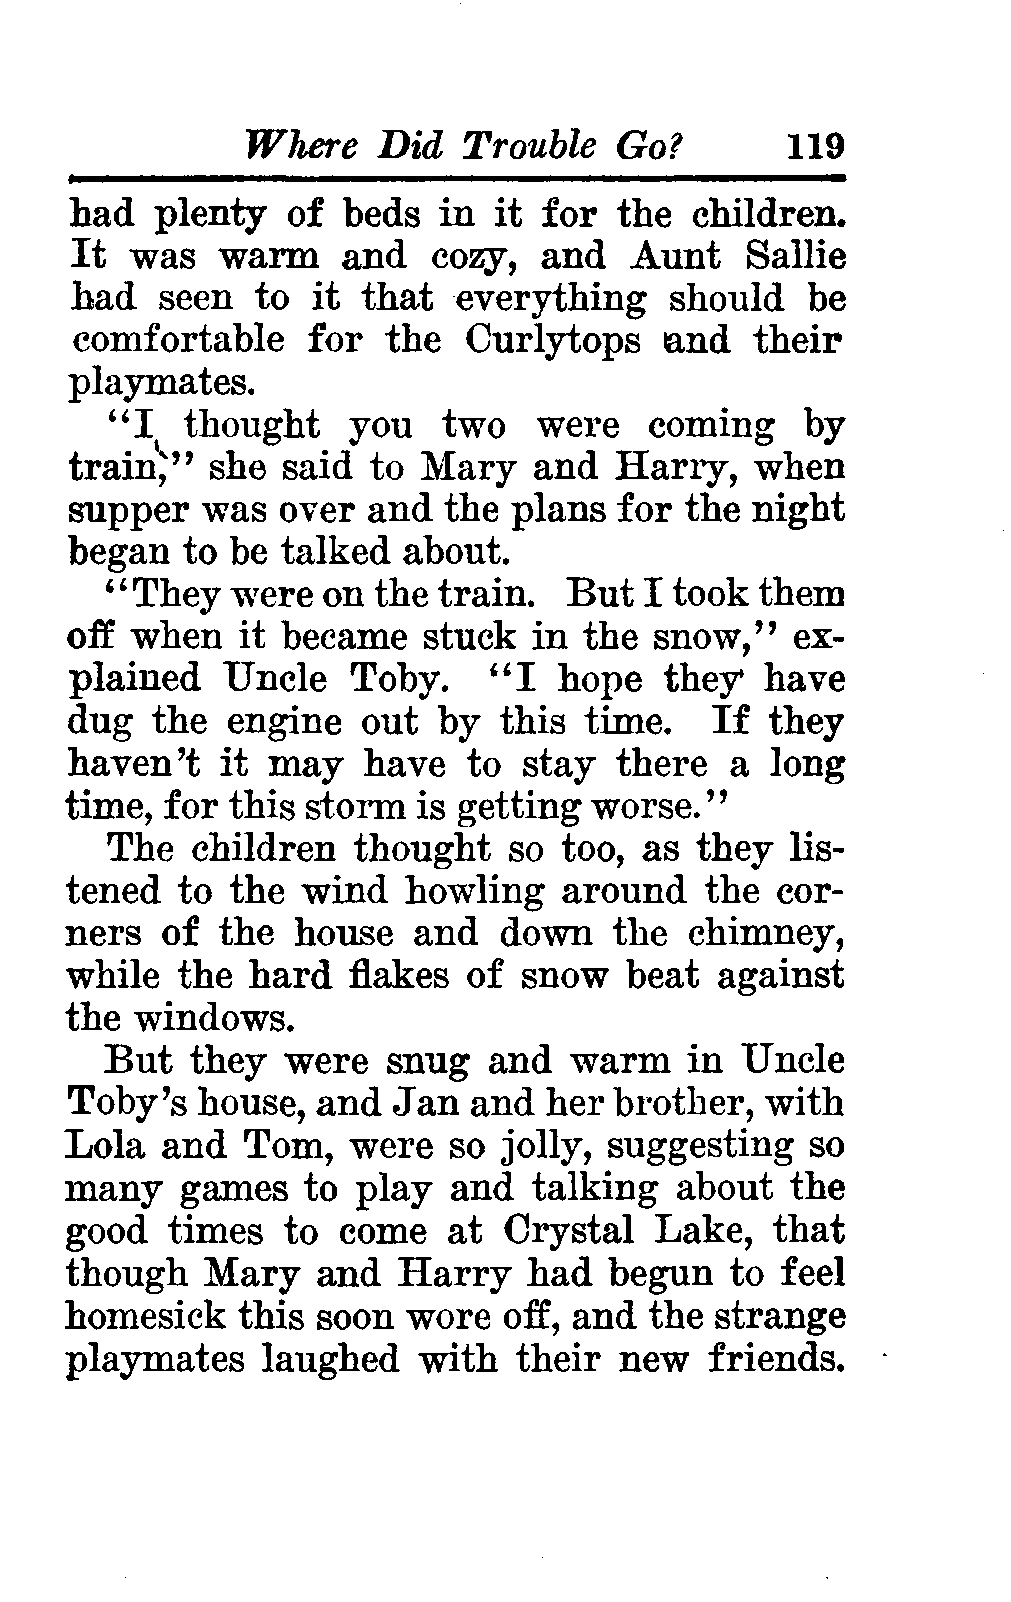 Where Did Trouble Go? 119
had plenty of beds in it for the children.
It was warm and cozy, and Aunt Sallie
had seen to it that everything should be
comfortable for the Curlytops and their
playmates.
"I thought you two were coming by
train," she said to Mary and Harry, when
supper was over and the plans for the night
began to be talked about.
"They were on the train. But I took them
off when it became stuck in the snow," ex-
plained Uncle Toby. "I hope they have
dug the engine out by this time. If they
haven't it may have to stay there a long
time, for this storm is getting worse."
The children thought so too, as they lis-
tened to the wind howling around the cor-
ners of the house and down the chimney,
while the hard flakes of snow beat against
the windows.
But they were snug and warm in Uncle
Toby's house, and Jan and her brother, with
Lola and Tom, were so jolly, suggesting so
many games to play and talking about the
good times to come at Crystal Lake, that
though Mary and Harry had begun to feel
homesick this soon wore off, and the strange
playmates laughed with their new friends.